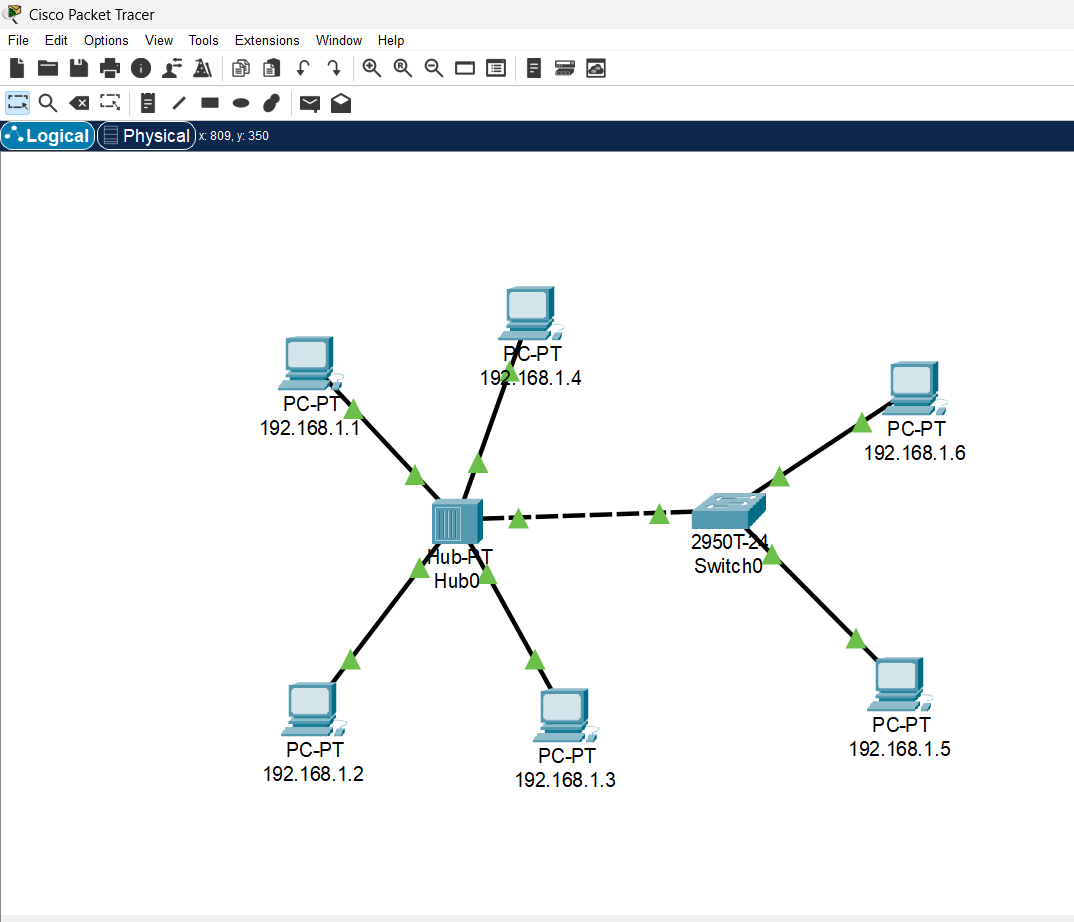 Cisco Packet Tracer
File Edit Options View Tools Extensions Window Help
Logical Physical x: 809, y: 350
PC-PT
192.168.1.4
PC-PT
192.168.1.1
PC-PT
192.168.1.6
Hub-PT
Hub0
2950T-24
Switch0
PC-PT
192.168.1.2
PC-PT
192.168.1.3
PC-PT
192.168.1.5